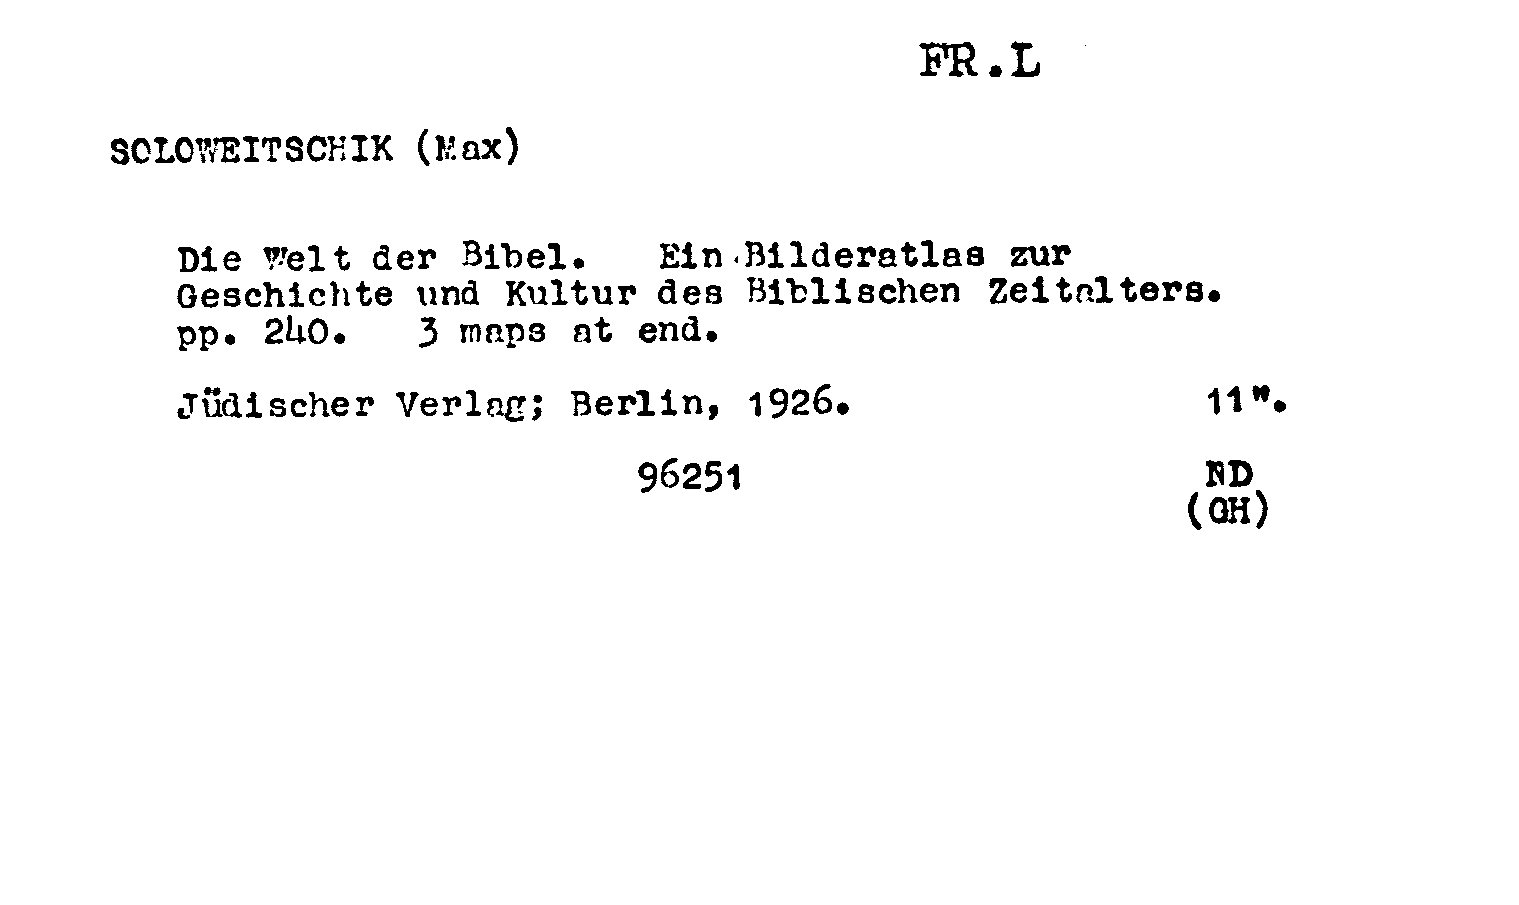 FR.L
SOLOWEITSCHIK (Max)
Die Welt der Bibel. Ein Bilderatlas zur
Geschichte und Kultur des Biblischen Zeitalters.
pp. 240. 3 maps at end.
Jüdischer Verlag; Berlin, 1926. 11".
96251 ND
(GH)